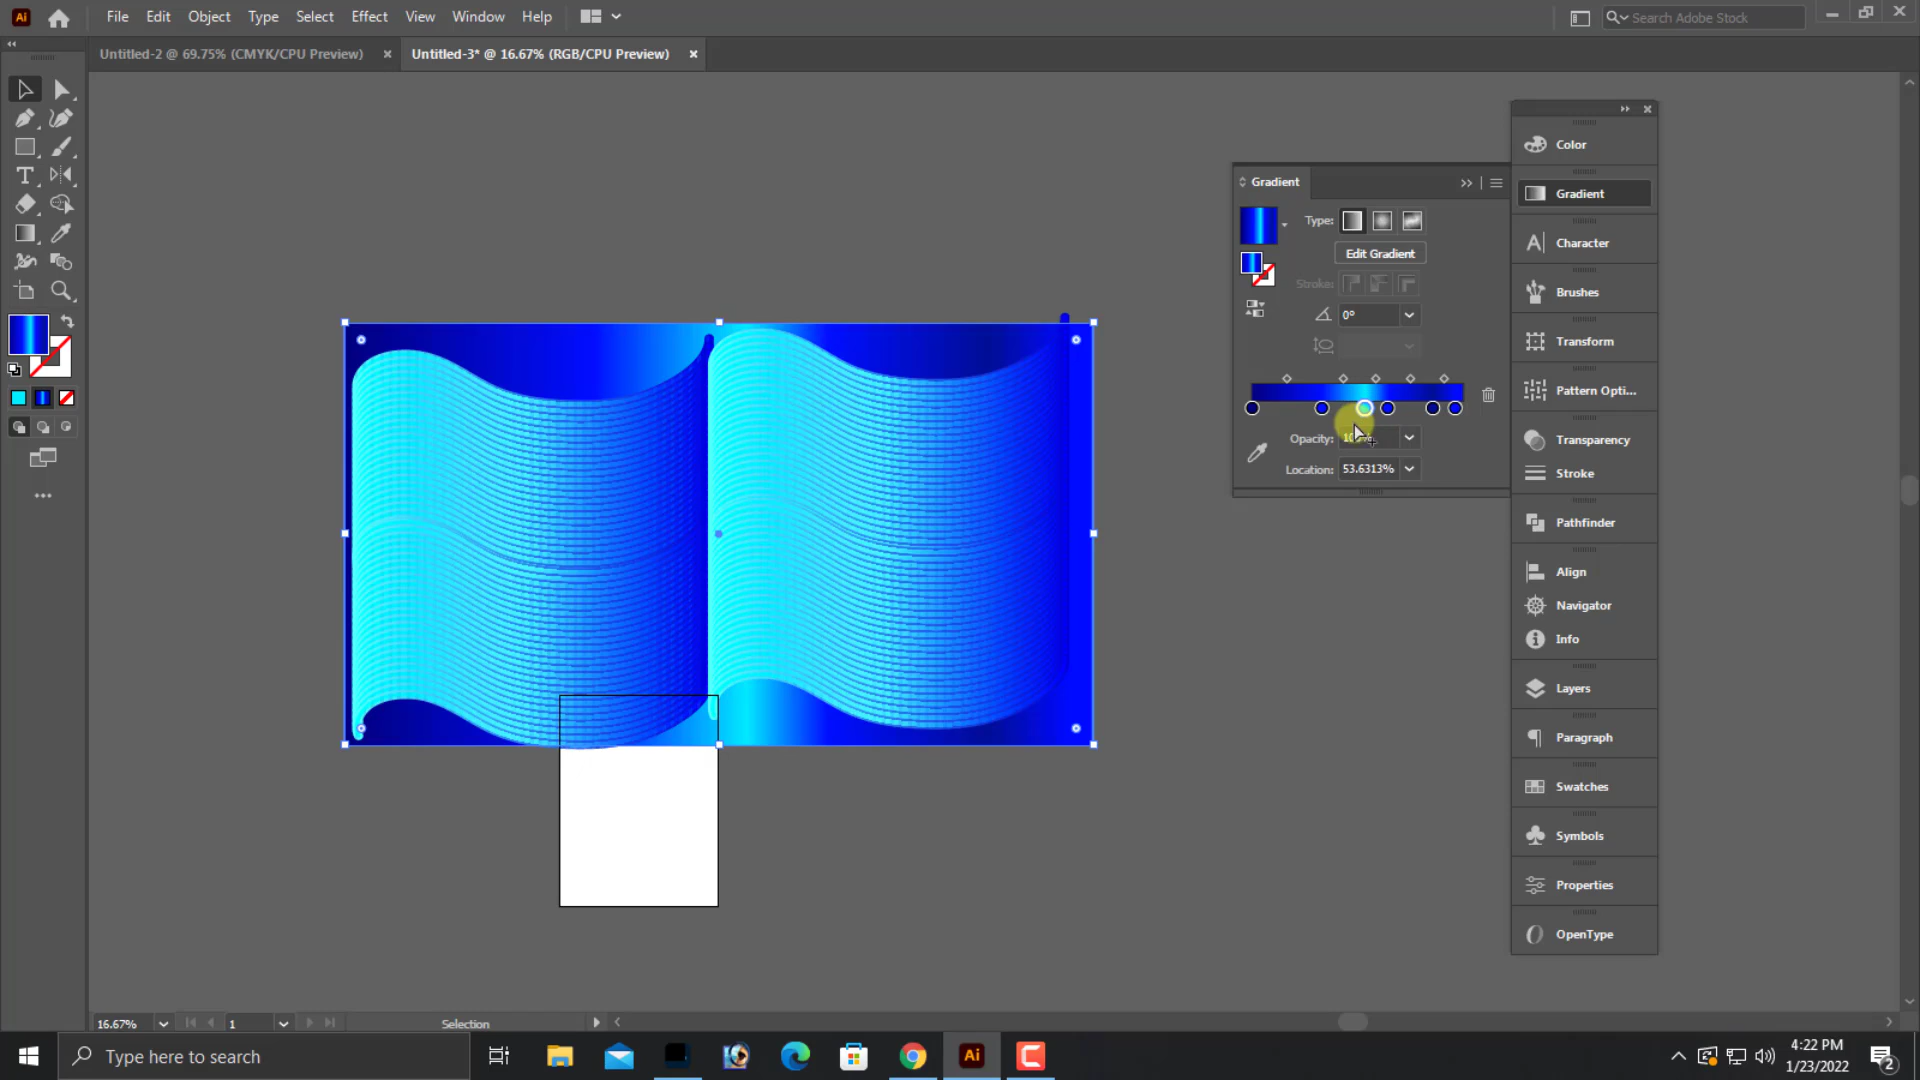 Ai File Edit Object Type Select Effect View Window Help Search Adobe Stock
Untitled-2 @ 69.75% (CMYK/CPU Preview) × Untitled-3* @ 16.67% (RGB/CPU Preview) ×
Gradient
Type:
Edit Gradient
Stroke:
0°
Opacity:
Location: 53.6313%
Color
Gradient
Character
Brushes
Transform
Pattern Opti...
Transparency
Stroke
Pathfinder
Align
Navigator
Info
Layers
Paragraph
Swatches
Symbols
Properties
OpenType
16.67% 1 Selection
Type here to search
Ai
4:22 PM
1/23/2022
2